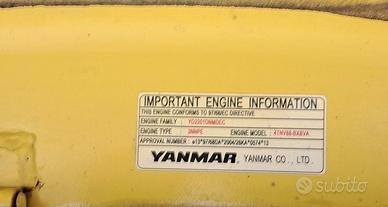 IMPORTANT ENGINE INFORMATION
THIS ENGINE CONFORMS TO 97/68/EC DIRECTIVE
ENGINE FAMILY :
ENGINE TYPE : ENGINE MODEL :
APPROVAL NUMBER :
YANMAR. YANMAR CO., LTD.
subito